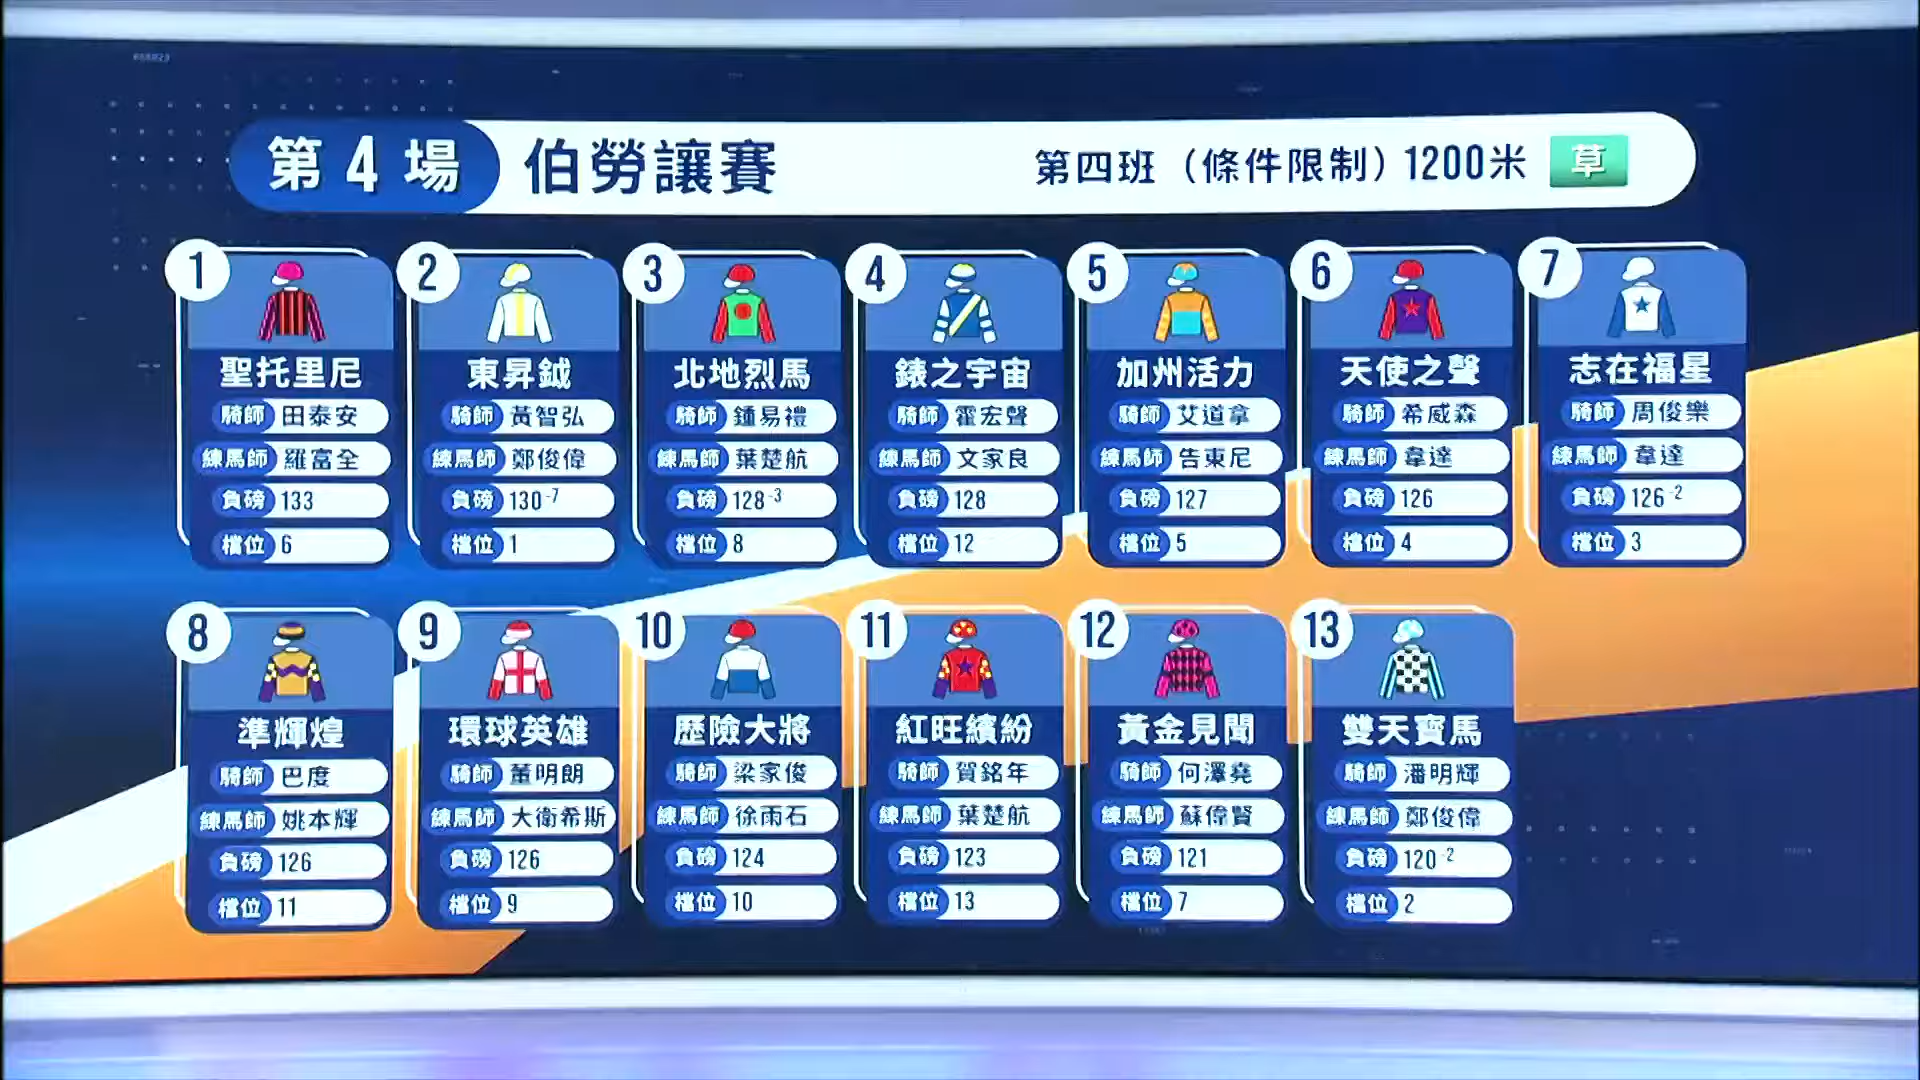 第 4 場 伯勞讓賽 第四班 (條件限制) 1200米 草
1
聖托里尼
騎師 田泰安
練馬師 羅富全
負磅 133
檔位 6
2
東昇鉞
騎師 黃智弘
練馬師 鄭俊偉
負磅 130 -7
檔位 1
3
北地烈馬
騎師 鍾易禮
練馬師 葉楚航
負磅 128 -3
檔位 8
4
錶之宇宙
騎師 霍宏聲
練馬師 文家良
負磅 128
檔位 12
5
加州活力
騎師 艾道拿
練馬師 告東尼
負磅 127
檔位 5
6
天使之聲
騎師 希威森
練馬師 韋達
負磅 126
檔位 4
7
志在福星
騎師 周俊樂
練馬師 韋達
負磅 126 -2
檔位 3
8
準輝煌
騎師 巴度
練馬師 姚本輝
負磅 126
檔位 11
9
環球英雄
騎師 董明朗
練馬師 大衛希斯
負磅 126
檔位 9
10
歷險大將
騎師 梁家俊
練馬師 徐雨石
負磅 124
檔位 10
11
紅旺繽紛
騎師 賀銘年
練馬師 葉楚航
負磅 123
檔位 13
12
黃金見聞
騎師 何澤堯
練馬師 蘇偉賢
負磅 121
檔位 7
13
雙天寶馬
騎師 潘明輝
練馬師 鄭俊偉
負磅 120 -2
檔位 2